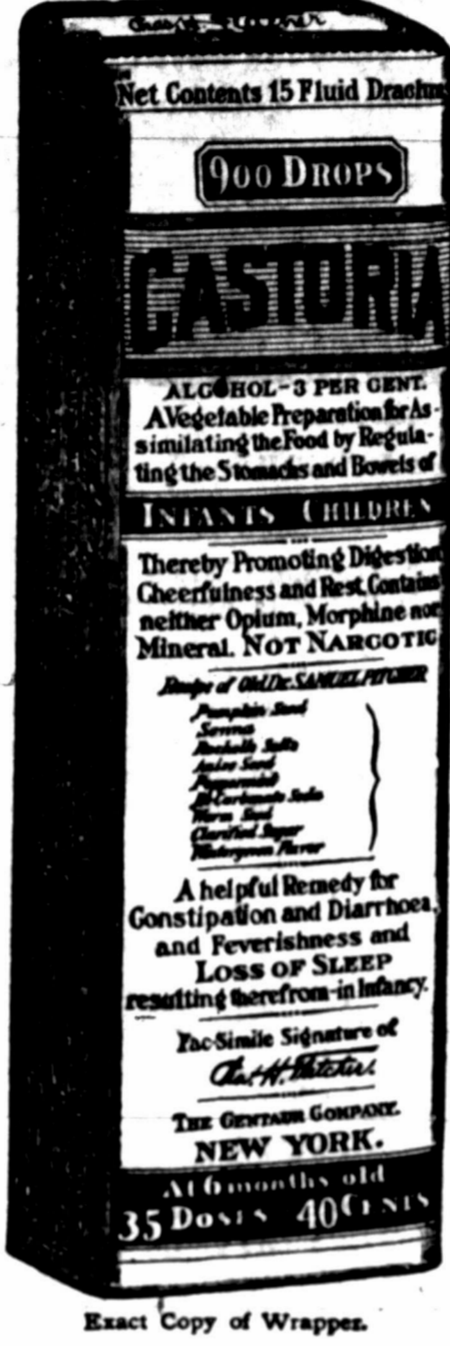 Net Contents 15 Fluid Drachms
900 DROPS
CASTORIA
ALCOHOL-3 PER CENT.
A Vegetable Preparation for As-
similating the Food by Regula-
ting the Stomachs and Bowels of
INFANTS CHILDREN
Thereby Promoting Digestion
Cheerfulness and Rest. Contains
neither Opium, Morphine nor
Mineral. NOT NARCOTIC
Recipe of Old Dr. SAMUEL PITCHER
Pumpkin Seed
Senna
Rochelle Salts
Anise Seed
Peppermint
Bi-Carbonate Soda
Worm Seed
Clarified Sugar
Wintergreen Flavor
A helpful Remedy for
Constipation and Diarrhoea,
and Feverishness and
LOSS OF SLEEP
resulting therefrom-in Infancy.
Fac-Simile Signature of
Chas. H. Fletcher.
THE CENTAUR COMPANY.
NEW YORK.
At 6 months old
35 DOSES 40 CENTS
Exact Copy of Wrapper.